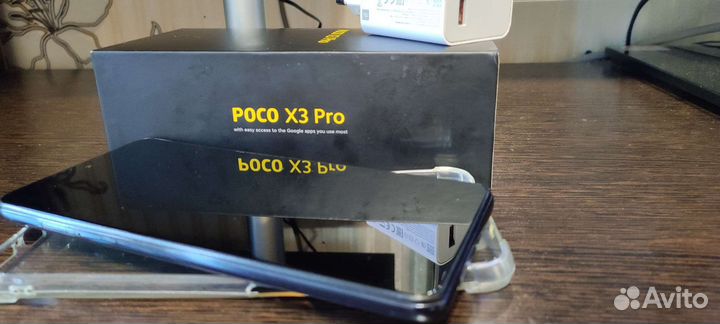 POCO X3 Pro
with easy access to the Google apps you use most
POCO X3 Pro
Avito